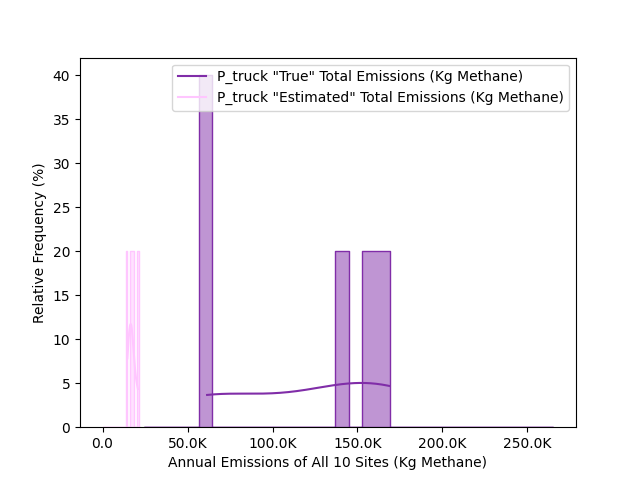 P_truck "True" Total Emissions (Kg Methane)
P_truck "Estimated" Total Emissions (Kg Methane)
40
35
30
25
20
15
10
5
0
Relative Frequency (%)
0.0 50.0K 100.0K 150.0K 200.0K 250.0K
Annual Emissions of All 10 Sites (Kg Methane)